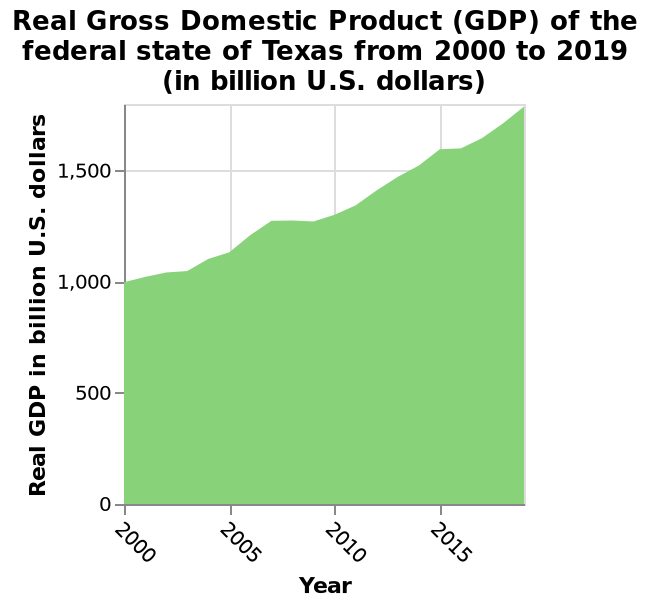 Real Gross Domestic Product (GDP) of the
federal state of Texas from 2000 to 2019
(in billion U.S. dollars)
Real GDP in billion U.S. dollars
1,500
1,000
500
0
2000
2005
2010
2015
Year